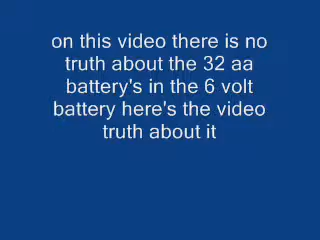 on this video there is no
truth about the 32 aa
battery's in the 6 volt
battery here's the video
truth about it